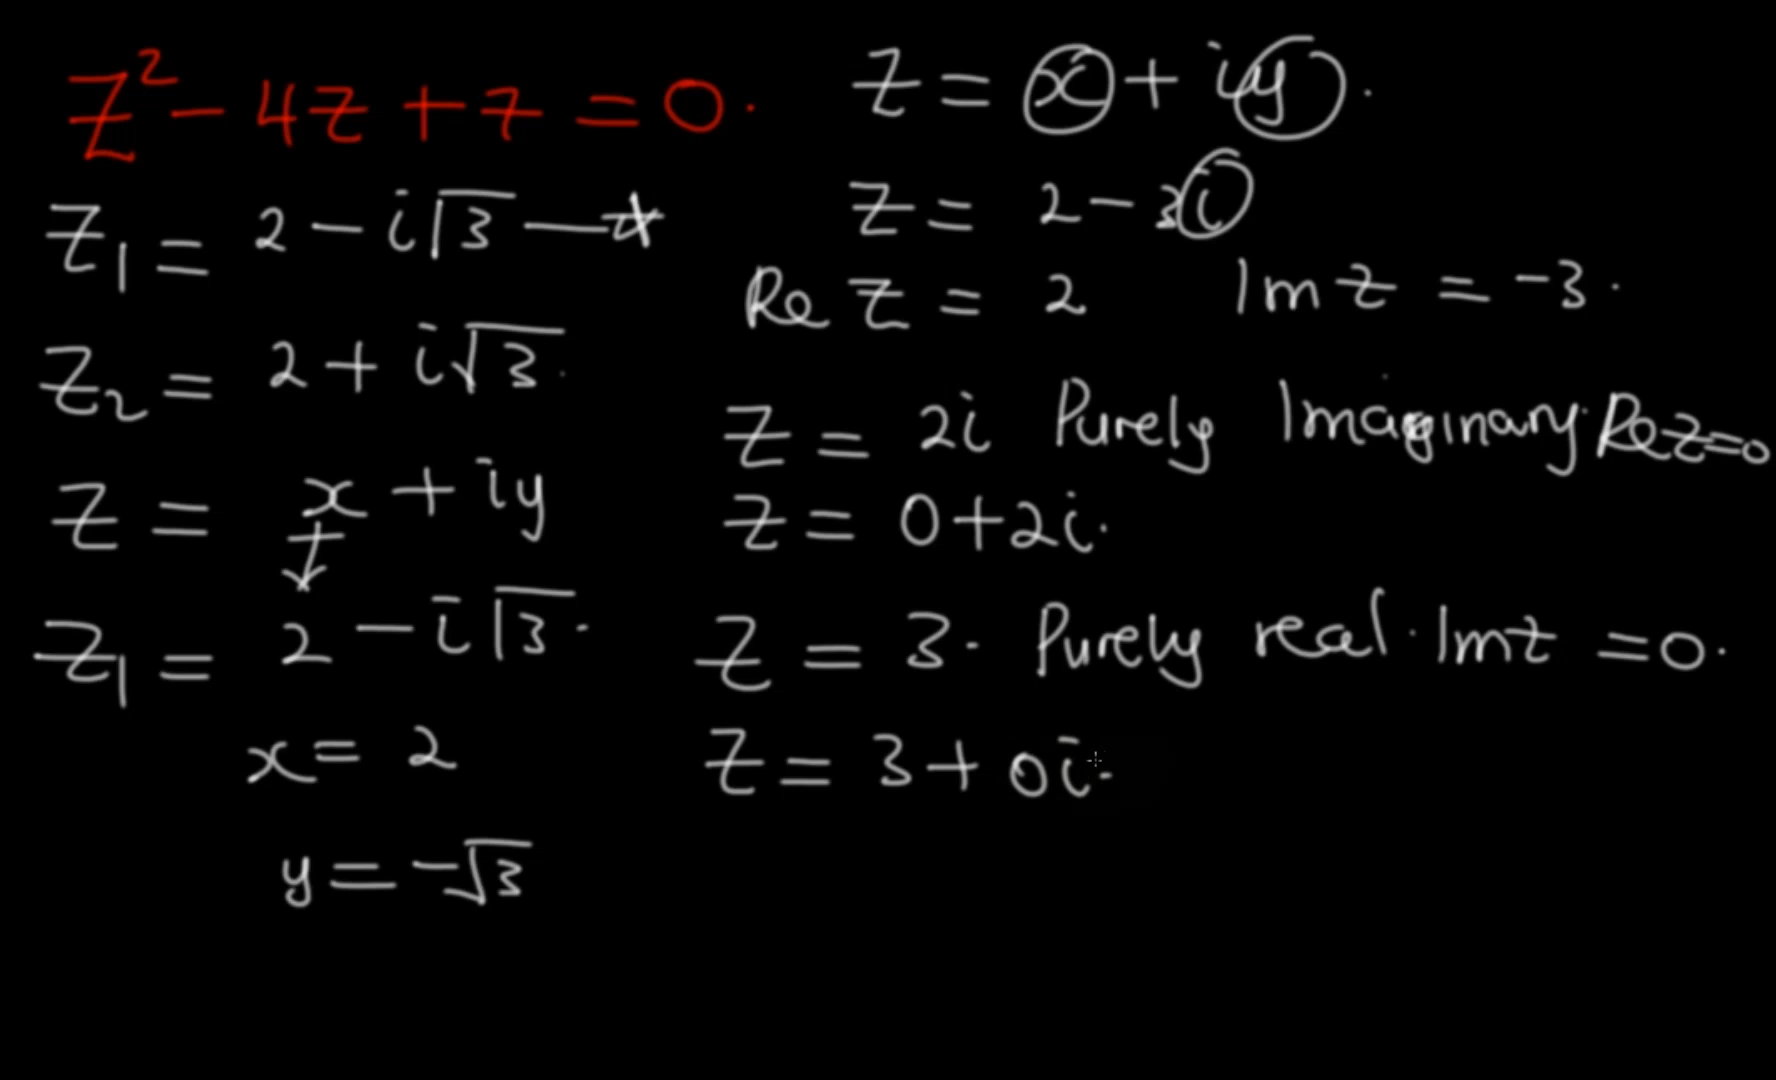 Z² - 4z + 7 = 0.
Z₁ = 2 - i√3 - *
Z₂ = 2 + i√3.
Z = x + iy
Z₁ = 2 - i√3.
x = 2
y = -√3
Z = x + iy.
Z = 2 - 3i
Re Z = 2 Im Z = -3.
Z = 2i Purely Imaginary. Re Z = 0
Z = 0 + 2i.
Z = 3. Purely real. Im Z = 0.
Z = 3 + 0i.